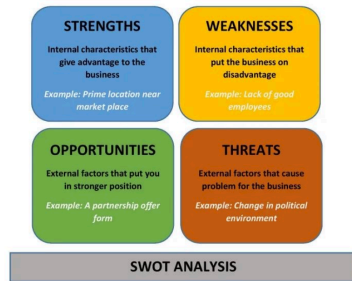 STRENGTHS
Internal characteristics that
give advantage to the
business
Example: Prime location near
market place
WEAKNESSES
Internal characteristics that
put the business on
disadvantage
Example: Lack of good
employees
OPPORTUNITIES
External factors that put you
in stronger position
Example: A partnership offer
form
THREATS
External factors that cause
problem for the business
Example: Change in political
environment
SWOT ANALYSIS